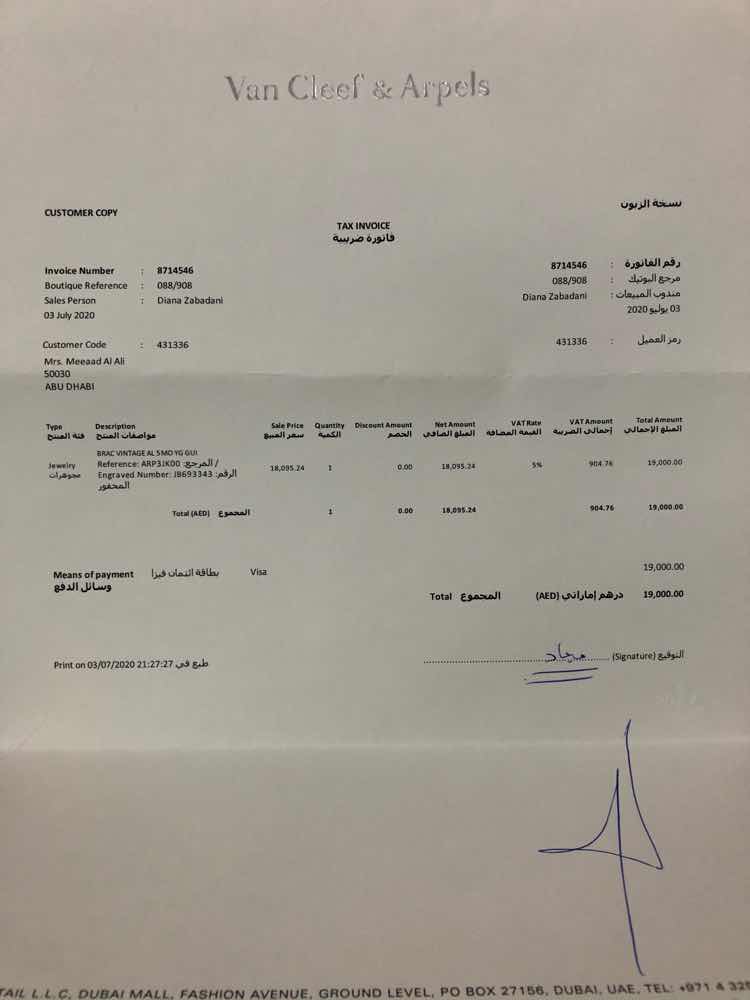 Van Cleef & Arpels
نسخة الزبون
CUSTOMER COPY
TAX INVOICE
فاتورة ضريبية
Invoice Number : 8714546
Boutique Reference : 088/908
Sales Person : Diana Zabadani
03 July 2020
رقم الفاتورة : 8714546
مرجع البوتيك : 088/908
مندوب المبيعات : Diana Zabadani
03 يوليو 2020
Customer Code : 431336
رمز العميل : 431336
Mrs. Meeaad Al Ali
50030
ABU DHABI
Type Description Sale Price Quantity Discount Amount Net Amount VAT Rate VAT Amount Total Amount
فئة المنتج مواصفات المنتج سعر المبيع الكمية الخصم المبلغ الصافي القيمة المضافة إجمالي الضريبة المبلغ الإجمالي
BRAC VINTAGE AL 5 MO YG GUI
Jewelry Reference: ARP3JK00 :المرجع / 18,095.24 1 0.00 18,095.24 5% 904.76 19,000.00
مجوهرات Engraved Number: JB693343 :الرقم
المحفور
Total (AED) المجموع 1 0.00 18,095.24 904.76 19,000.00
Means of payment بطاقة ائتمان فيزا Visa 19,000.00
وسائل الدفع
Total المجموع (AED) درهم إماراتي 19,000.00
Print on 03/07/2020 21:27:27 طبع في
التوقيع (Signature) ميعاد
TAIL L.L.C, DUBAI MALL, FASHION AVENUE, GROUND LEVEL, PO BOX 27156, DUBAI, UAE, TEL: +971 4 325